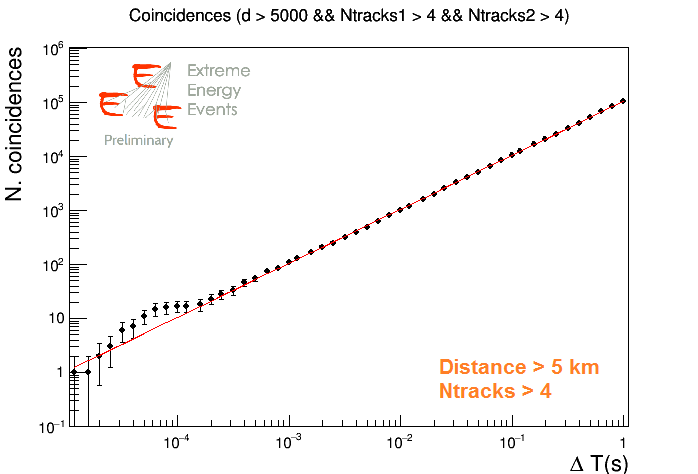 Coincidences (d > 5000 && Ntracks1 > 4 && Ntracks2 > 4)
N. coincidences
10⁶
10⁵
10⁴
10³
10²
10
1
10⁻¹
Extreme
Energy
Events
Preliminary
Distance > 5 km
Ntracks > 4
10⁻⁴ 10⁻³ 10⁻² 10⁻¹ 1
Δ T(s)